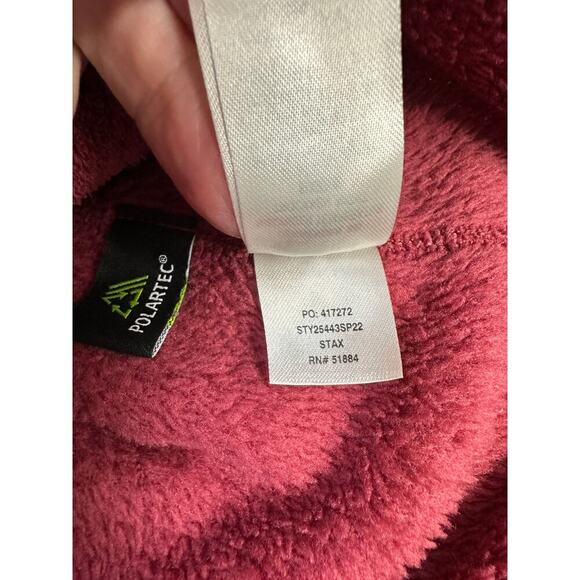 POLARTEC®
PO: 417272
STY25443SP22
STAX
RN# 51884